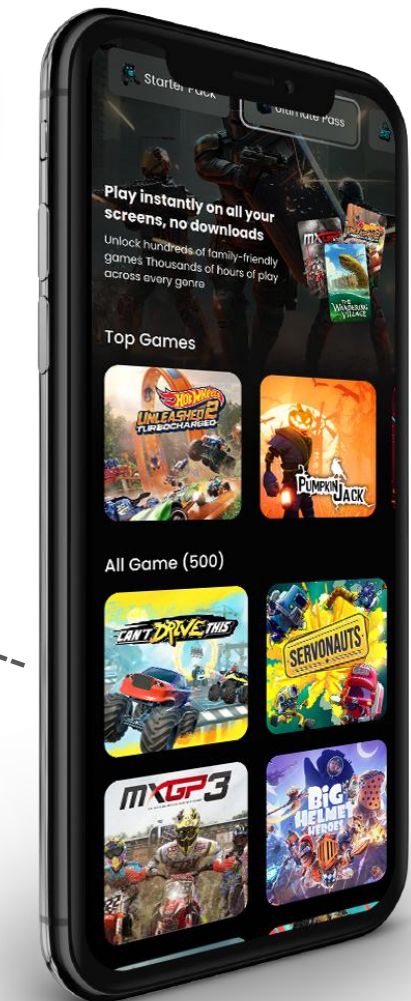 Starter Pack
Ultimate Pass
Play instantly on all your
screens, no downloads
Unlock hundreds of family-friendly
games Thousands of hours of play
across every genre
THE
WANDERING
VILLAGE
Top Games
HOT WHEELS
UNLEASHED 2
TURBOCHARGED
PUMPKIN JACK
All Game (500)
CAN'T DRIVE THIS
SERVONAUTS
MXGP3
BIG
HELMET
HEROES